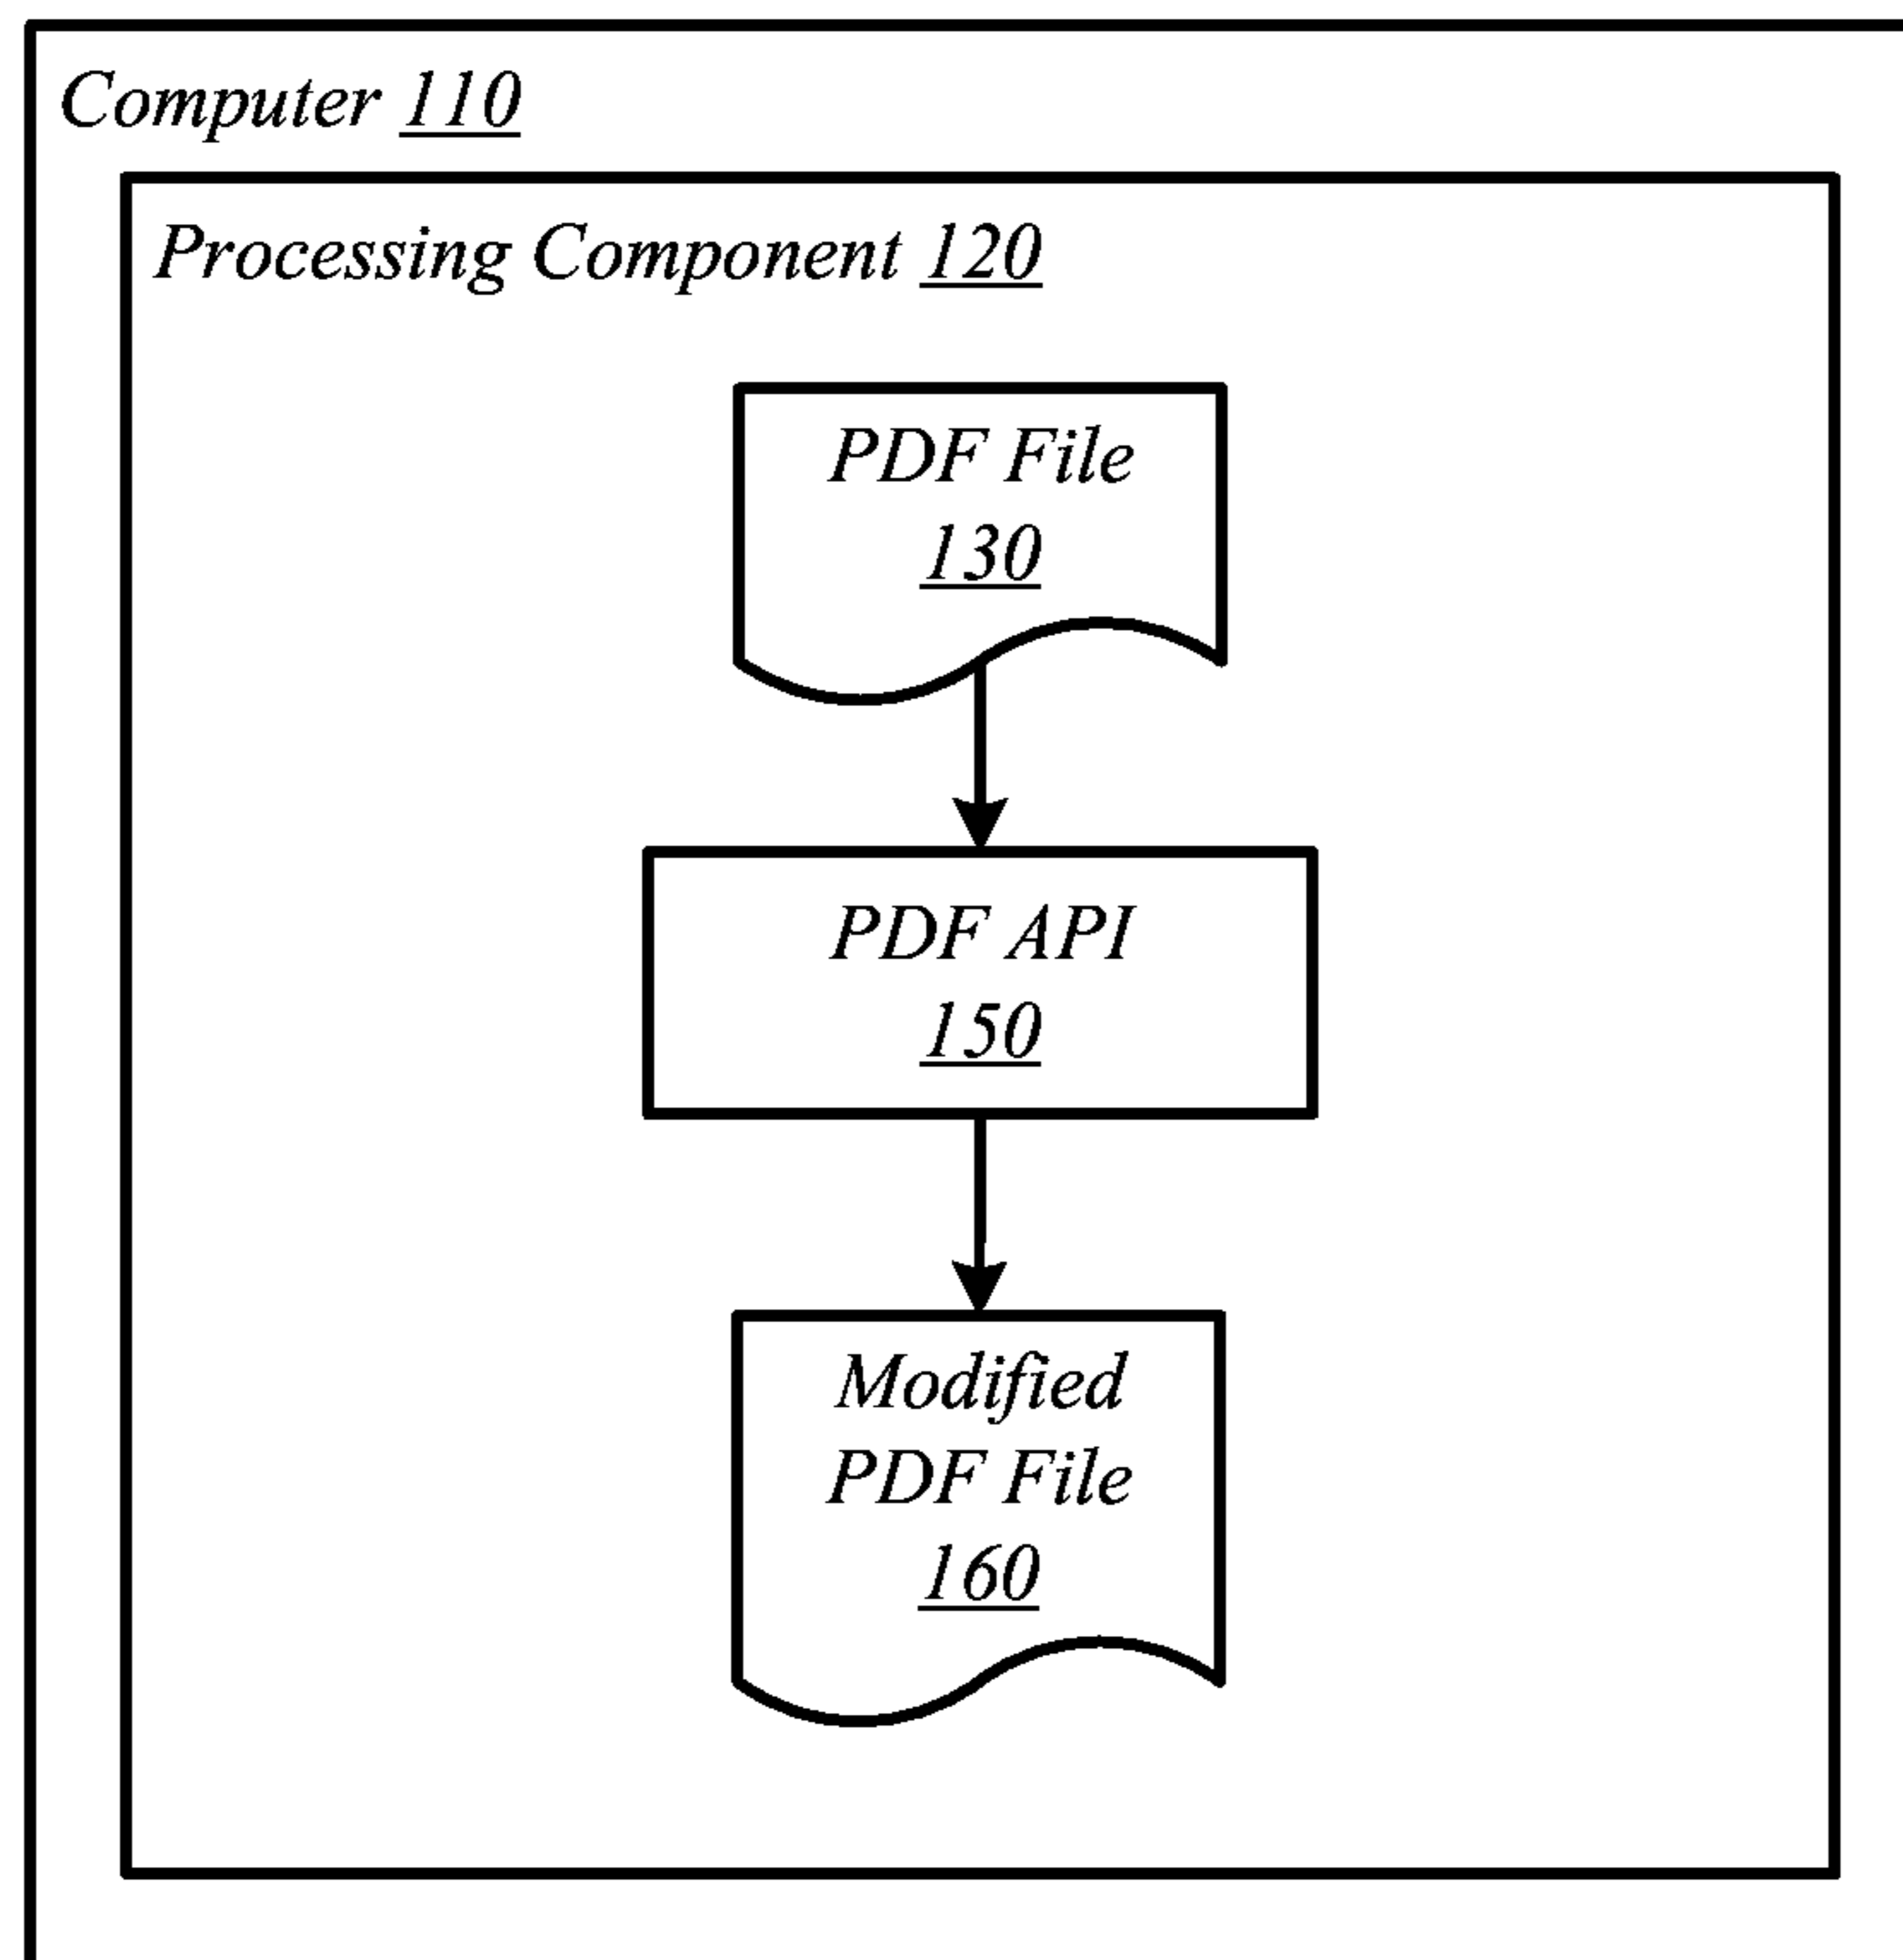 Computer 110
Processing Component 120
PDF File
130
PDF API
150
Modified
PDF File
160